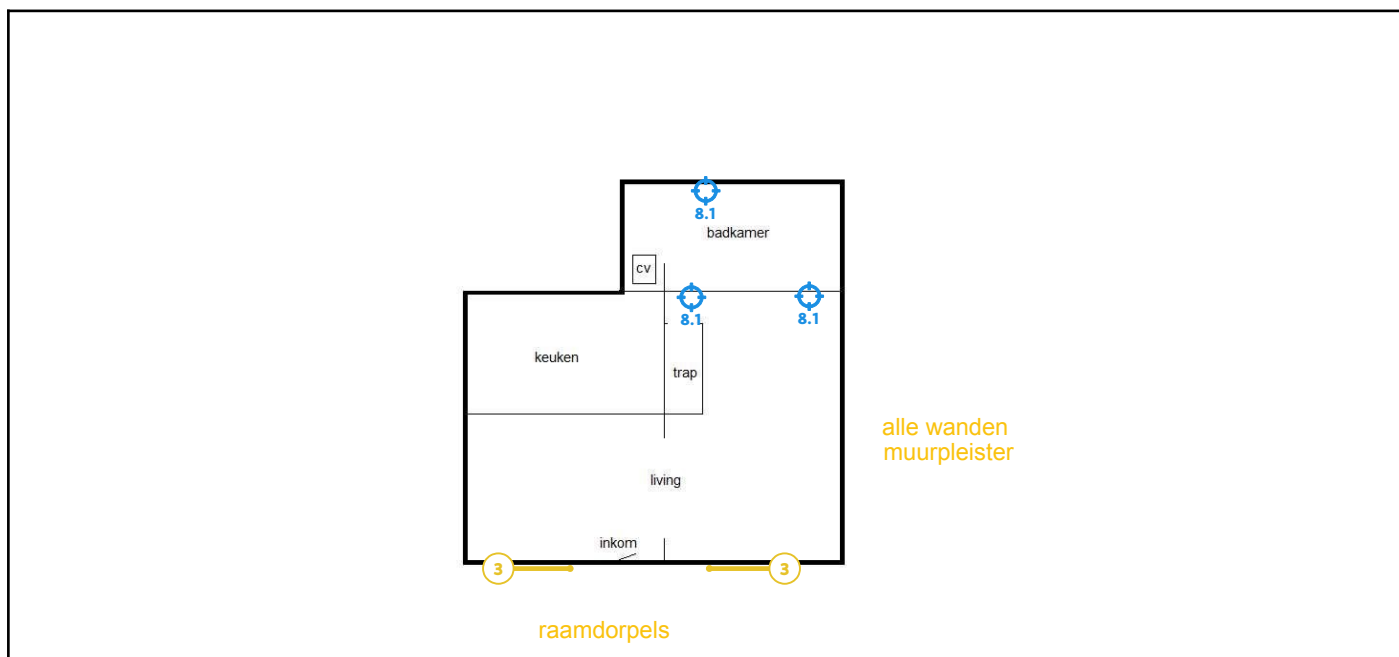 8.1
badkamer
cv
8.1
8.1
keuken
trap
alle wanden
muurpleister
living
inkom
3
3
raamdorpels